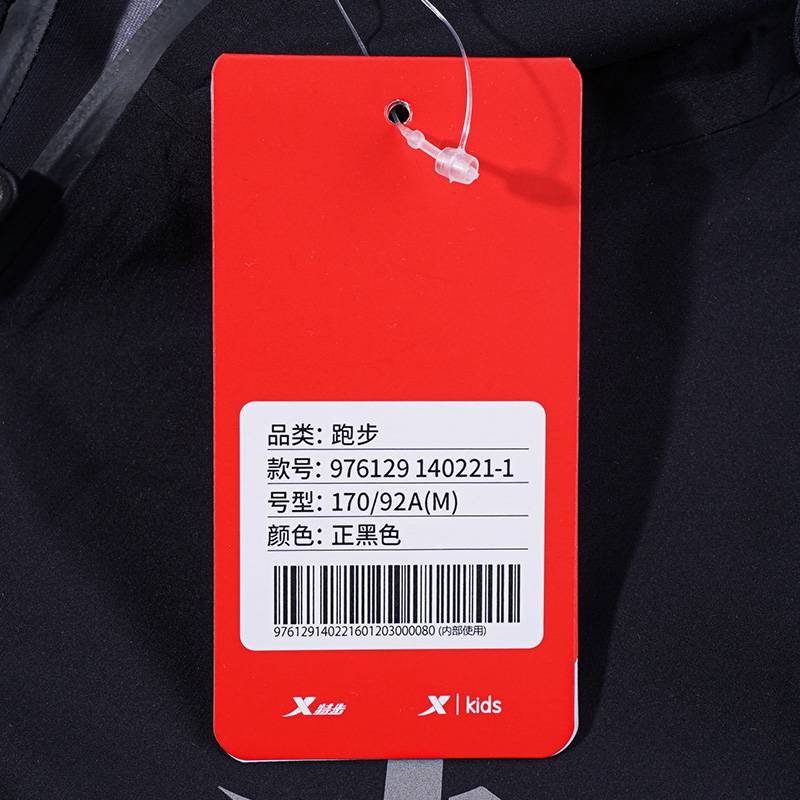 品类：跑步
款号：976129 140221-1
号型：170/92A(M)
颜色：正黑色
976129140221601203000080 (内部使用)
X 特步
X | kids